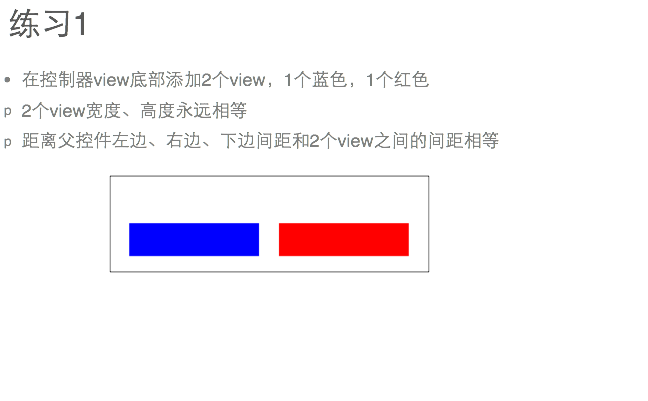 练习1
• 在控制器view底部添加2个view，1个蓝色，1个红色
p 2个view宽度、高度永远相等
p 距离父控件左边、右边、下边间距和2个view之间的间距相等